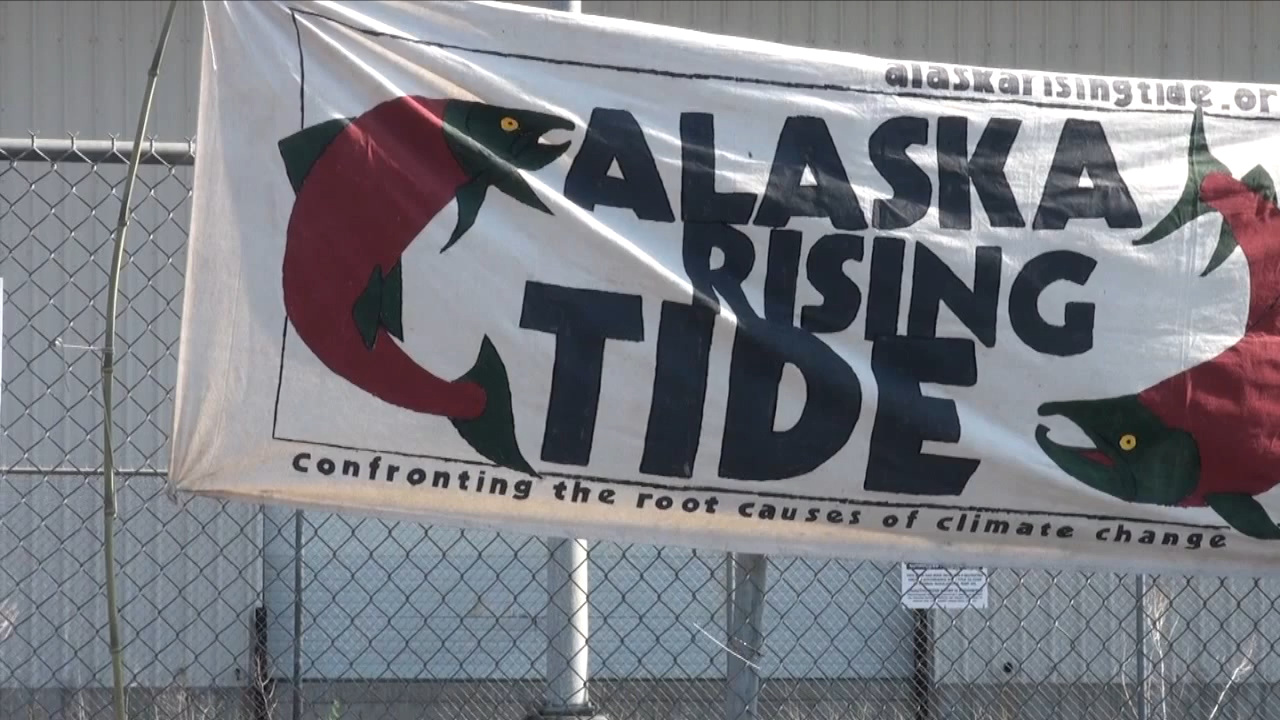 alaskarisingtide.or
ALASKA
RISING
TIDE
confronting the root causes of climate change